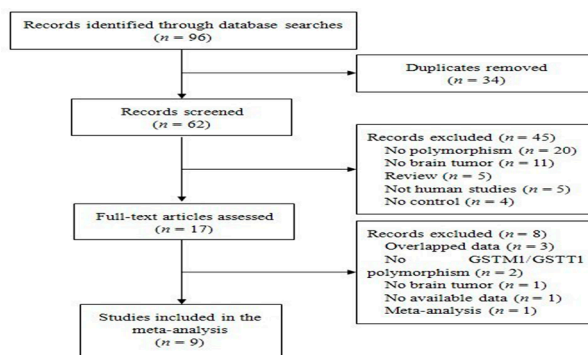 Records identified through database searches
(n = 96)
Duplicates removed
(n = 34)
Records screened
(n = 62)
Records excluded (n = 45)
No polymorphism (n = 20)
No brain tumor (n = 11)
Review (n = 5)
Not human studies (n = 5)
No control (n = 4)
Full-text articles assessed
(n = 17)
Records excluded (n = 8)
Overlapped data (n = 3)
No GSTM1/GSTT1
polymorphism (n = 2)
No brain tumor (n = 1)
No available data (n = 1)
Meta-analysis (n = 1)
Studies included in the
meta-analysis
(n = 9)